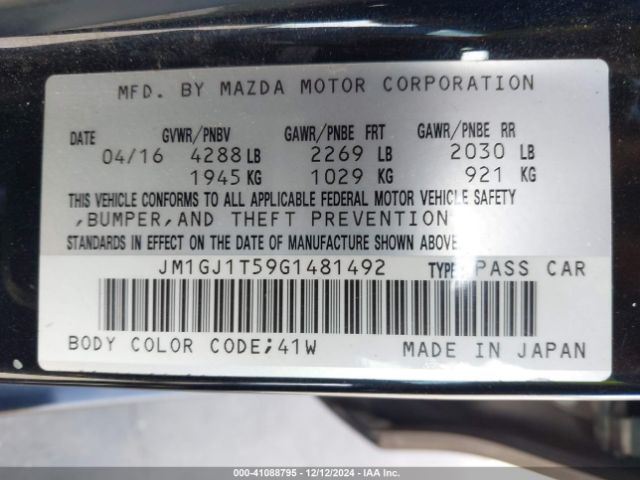 MFD. BY MAZDA MOTOR CORPORATION
DATE GVWR/PNBV GAWR/PNBE FRT GAWR/PNBE RR
04/16 4288 LB 2269 LB 2030 LB
1945 KG 1029 KG 921 KG
THIS VEHICLE CONFORMS TO ALL APPLICABLE FEDERAL MOTOR VEHICLE SAFETY
,BUMPER,AND THEFT PREVENTION
STANDARDS IN EFFECT ON THE DATE OF MANUFACTURE SHOWN ABOVE.
JM1GJ1T59G1481492 TYPE: PASS CAR
BODY COLOR CODE;41W MADE IN JAPAN
000-41088795 - 12/12/2024 - IAAI.COM